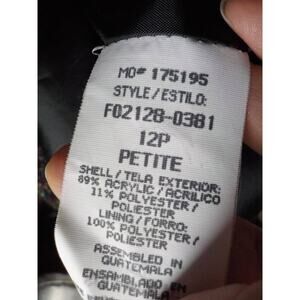 MO# 175195
STYLE/ESTILO:
F02128-0381
12P
PETITE
SHELL/TELA EXTERIOR:
89% ACRYLIC/ACRILICO
11% POLYESTER/
POLIESTER
LINING/FORRO:
100% POLYESTER/
POLIESTER
ASSEMBLED IN
GUATEMALA
ENSAMBLADO EN
GUATEMALA